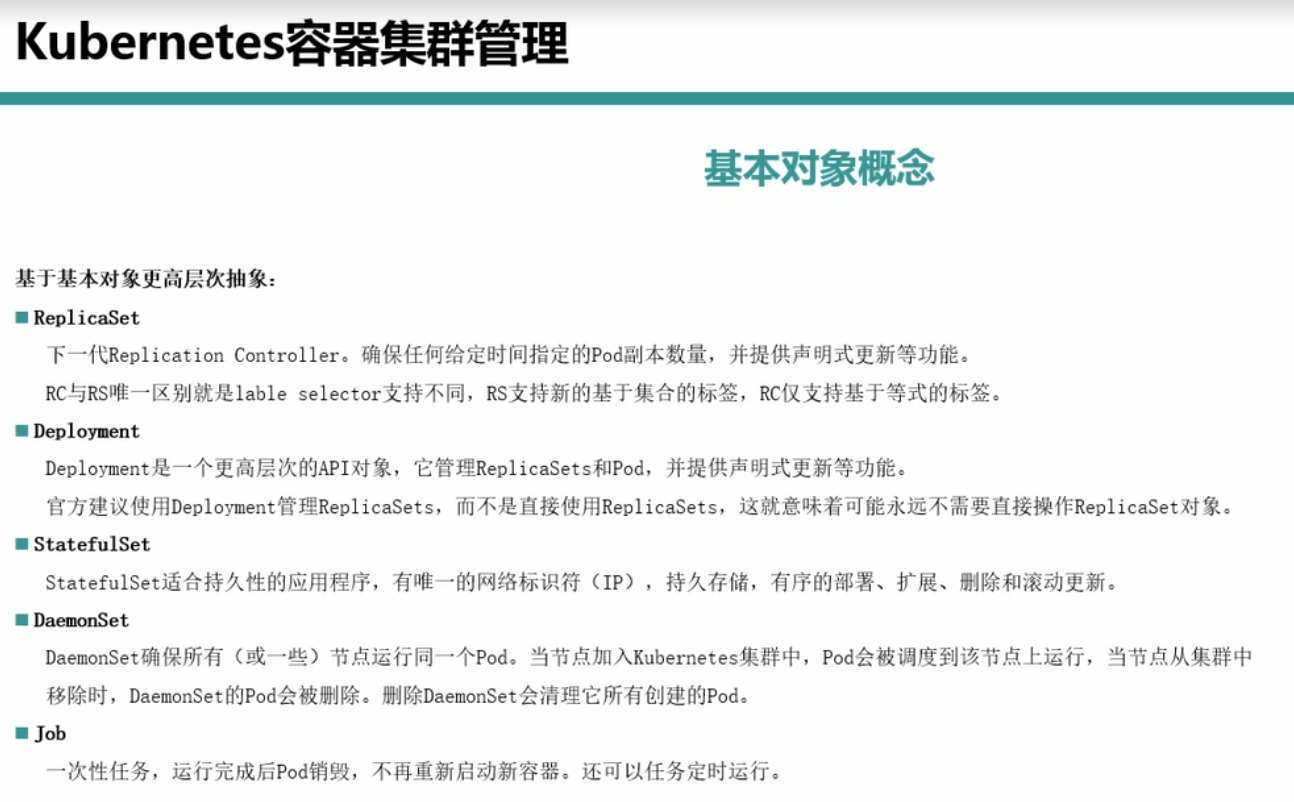 Kubernetes容器集群管理
基本对象概念
基于基本对象更高层次抽象：
ReplicaSet
下一代Replication Controller。确保任何给定时间指定的Pod副本数量，并提供声明式更新等功能。
RC与RS唯一区别就是lable selector支持不同，RS支持新的基于集合的标签，RC仅支持基于等式的标签。
Deployment
Deployment是一个更高层次的API对象，它管理ReplicaSets和Pod，并提供声明式更新等功能。
官方建议使用Deployment管理ReplicaSets，而不是直接使用ReplicaSets，这就意味着可能永远不需要直接操作ReplicaSet对象。
StatefulSet
StatefulSet适合持久性的应用程序，有唯一的网络标识符（IP），持久存储，有序的部署、扩展、删除和滚动更新。
DaemonSet
DaemonSet确保所有（或一些）节点运行同一个Pod。当节点加入Kubernetes集群中，Pod会被调度到该节点上运行，当节点从集群中
移除时，DaemonSet的Pod会被删除。删除DaemonSet会清理它所有创建的Pod。
Job
一次性任务，运行完成后Pod销毁，不再重新启动新容器。还可以任务定时运行。